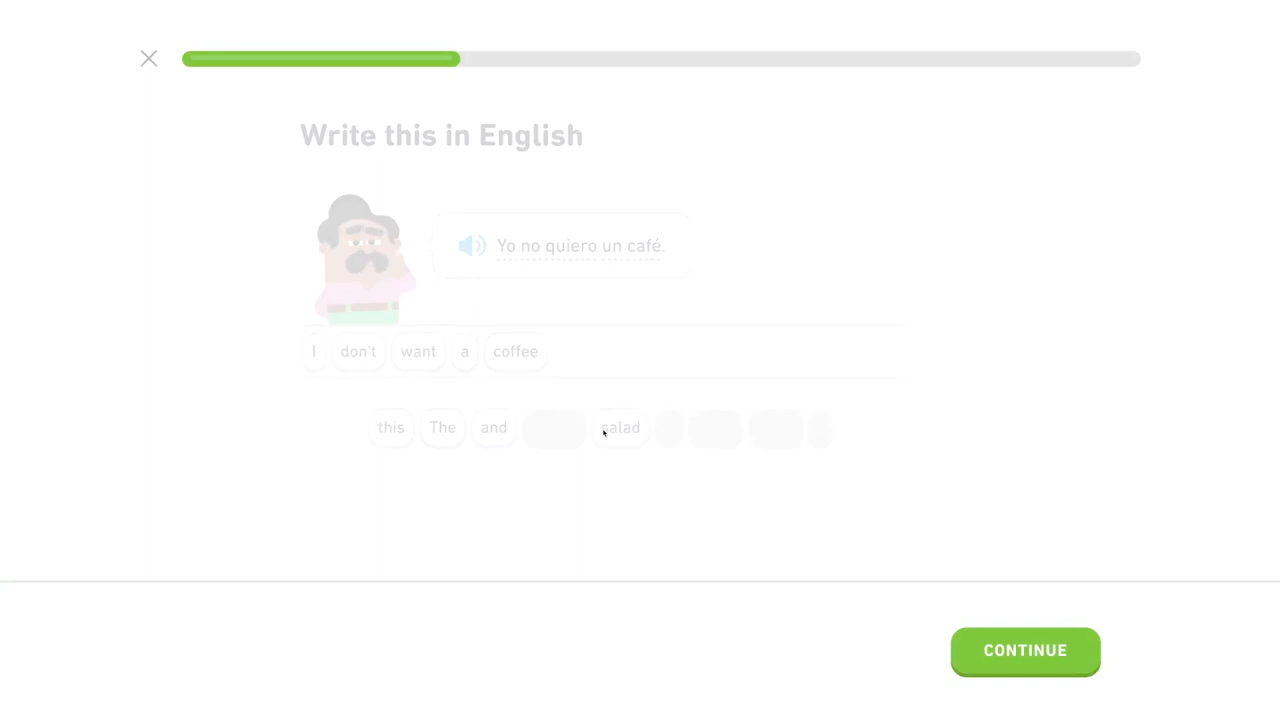 Write this in English
Yo no quiero un café.
I don't want a coffee
this The and salad
CONTINUE